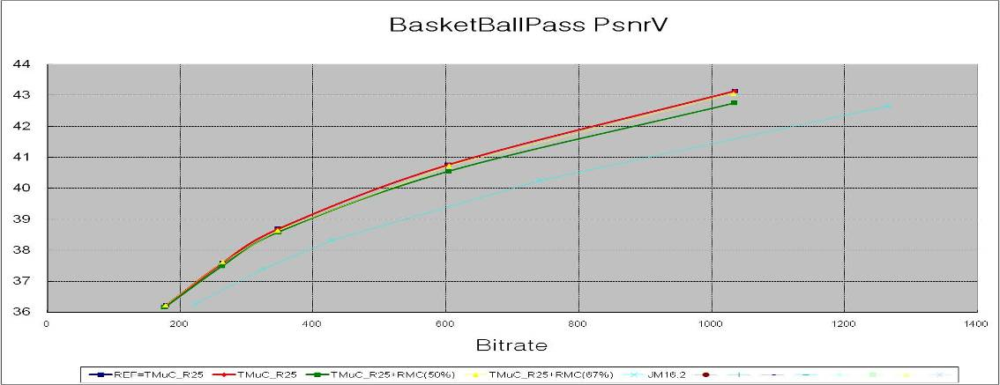 BasketBallPass PsnrV
44
43
42
41
40
39
38
37
36
0 200 400 600 800 1000 1200 1400
Bitrate
REF=TMuC_R25 TMuC_R25 TMuC_R25+RMC(50%) TMuC_R25+RMC(67%) JM16.2